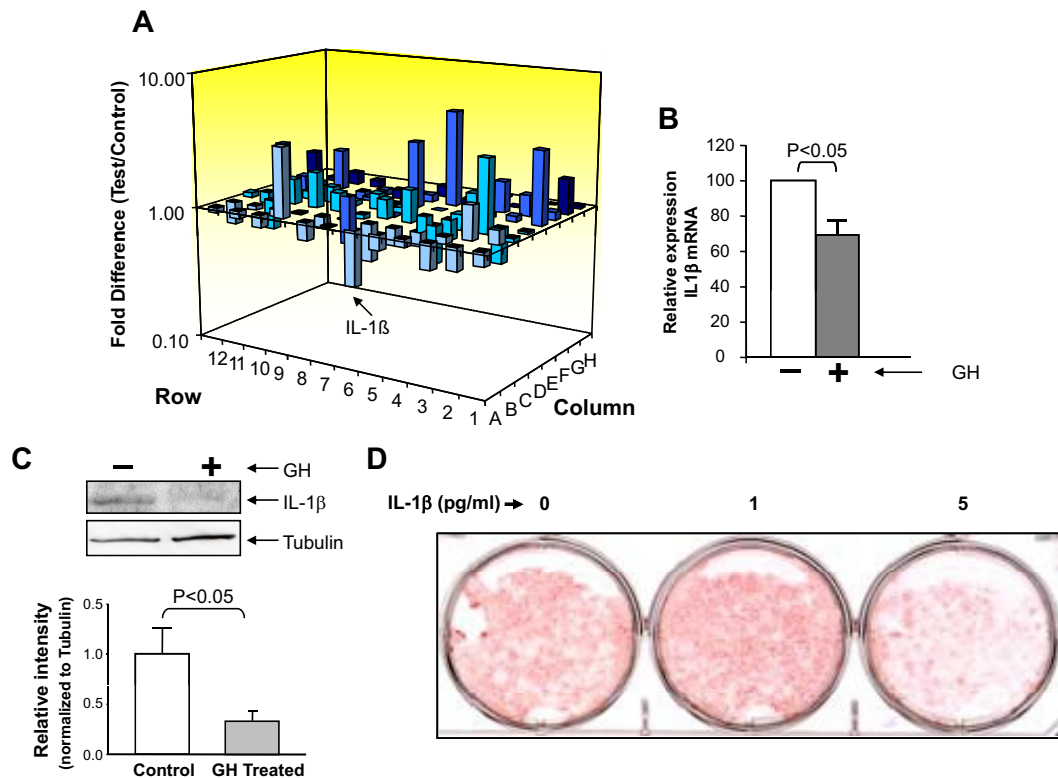 A
Fold Difference (Test/Control)
10.00
1.00
0.10
IL-1ß
12 11 10 9 8 7 6 5 4 3 2 1
Row
A B C D E F G H
Column
B
Relative expression
IL1β mRNA
P<0.05
120
100
80
60
40
20
0
− + GH
C
− + GH
IL-1β
Tubulin
Relative intensity
(normalized to Tubulin)
P<0.05
0.5
1.0
0.5
0.0
Control GH Treated
D
IL-1β (pg/ml) 0 1 5